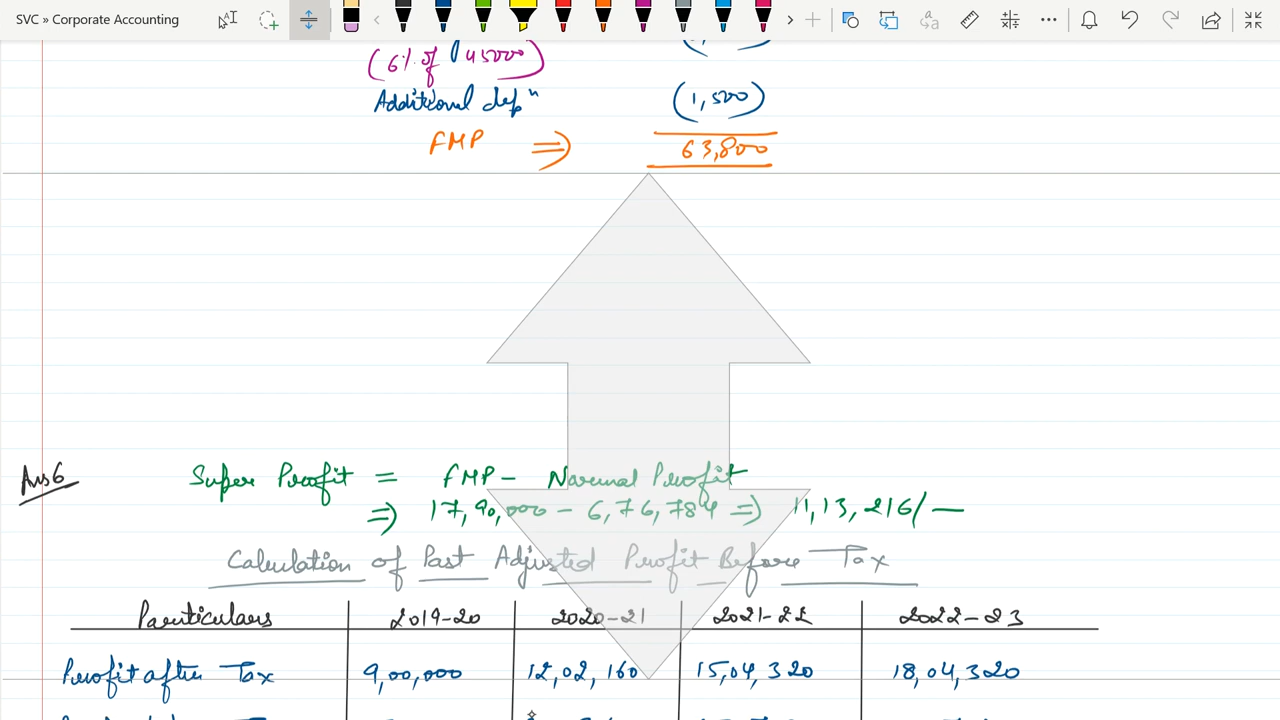 SVC » Corporate Accounting
(6% of 45000)
Additional depⁿ (1,500)
FMP ⇒ 63,800
Ans 6 Super Profit = FMP - Normal Profit
⇒ 17,90,000 - 6,76,784 ⇒ 11,13,216/-
Calculation of Past Adjusted Profit Before Tax
Particulars 2019-20 2020-21 2021-22 2022-23
Profit after Tax 9,00,000 12,02,160 15,04,320 18,04,320